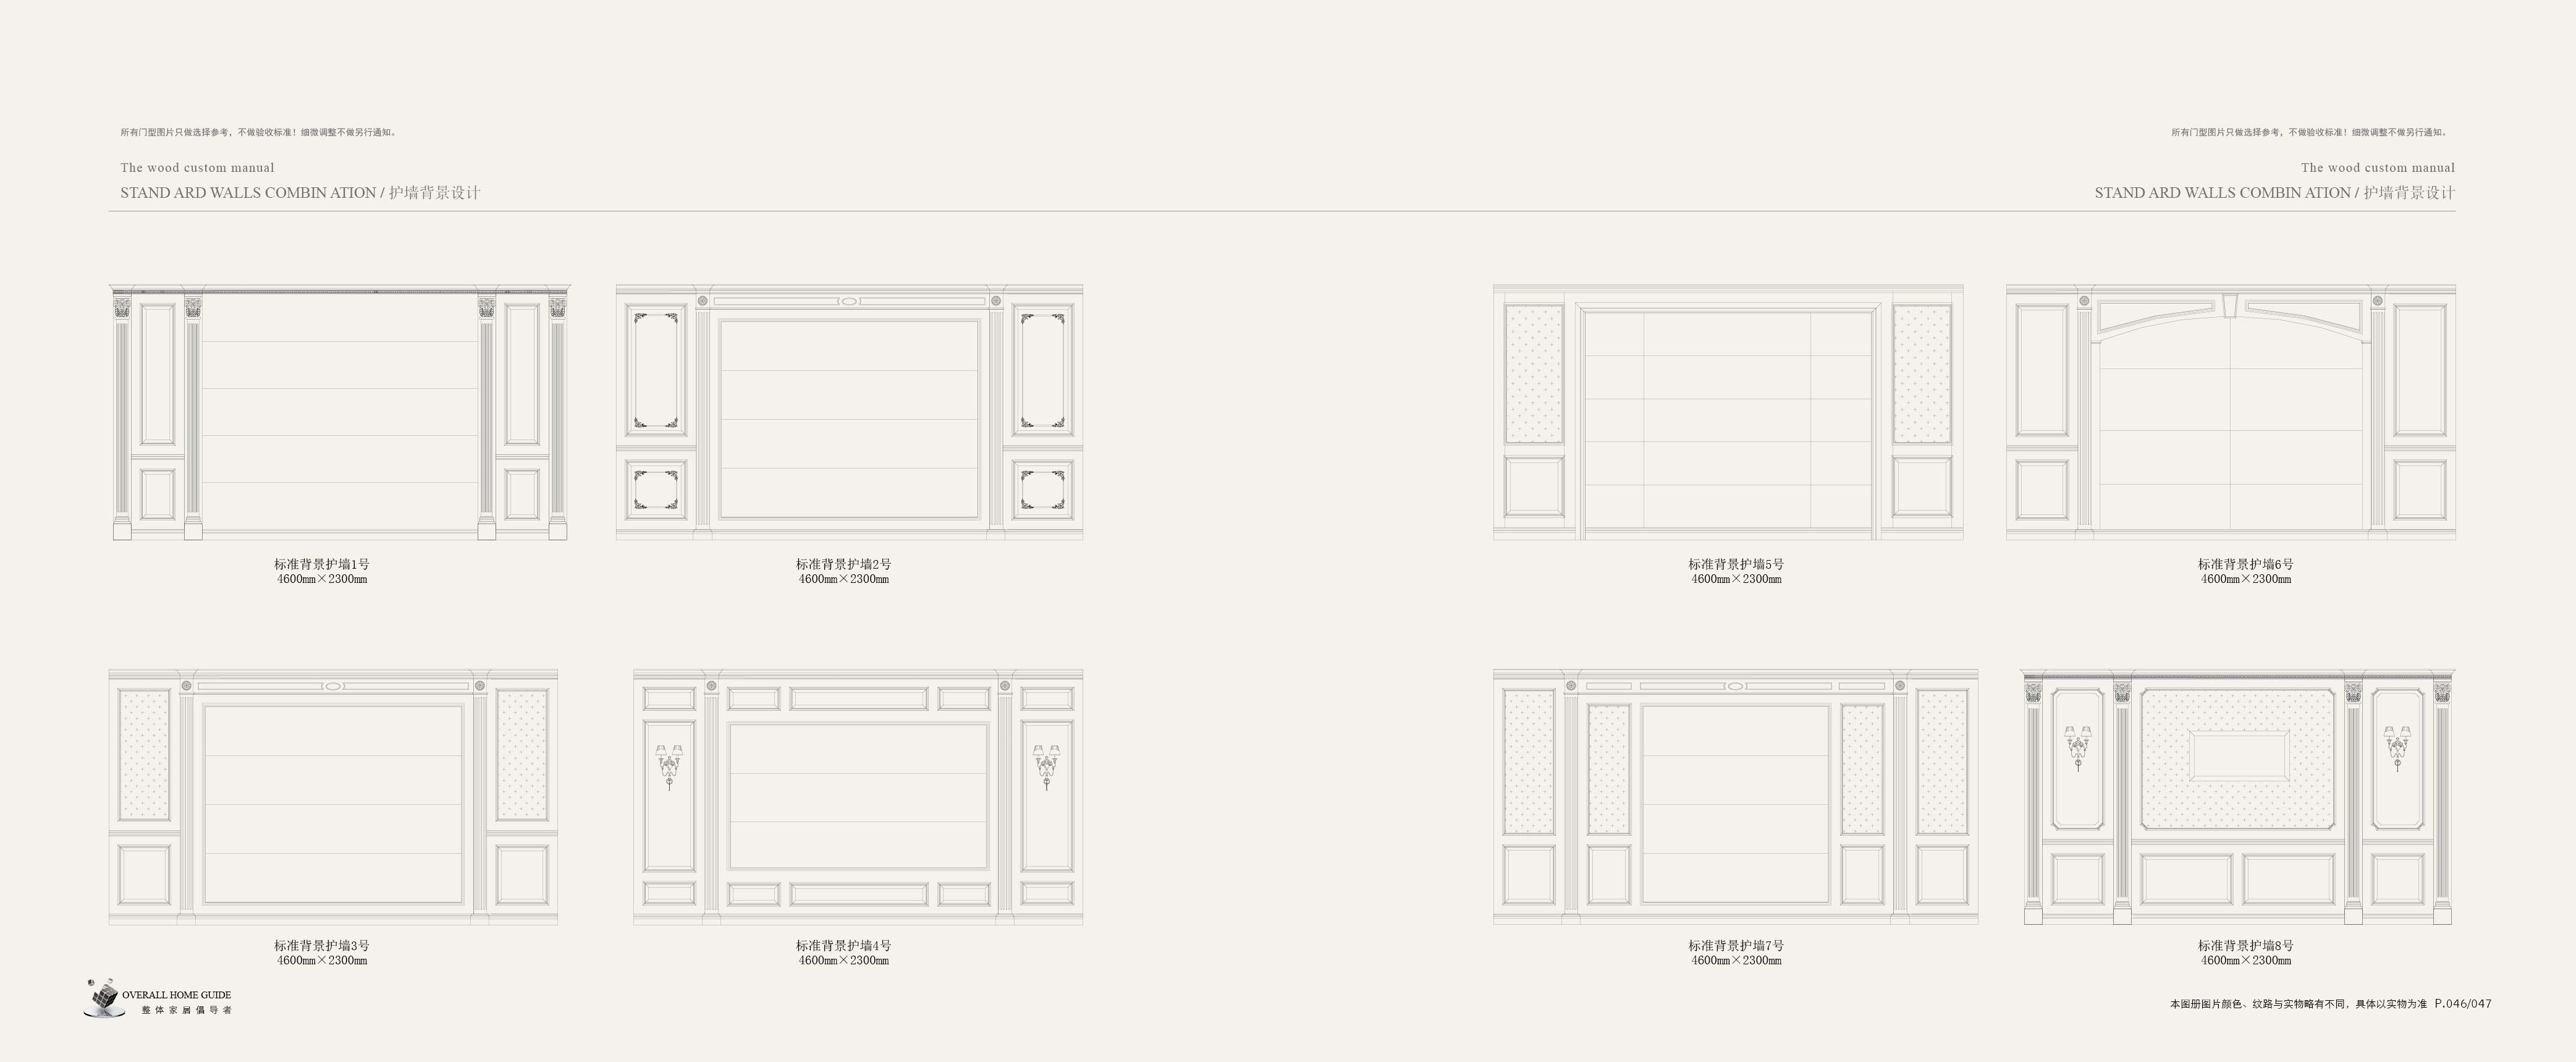 所有门型图片只做选择参考，不做验收标准！细微调整不做另行通知。
The wood custom manual
STAND ARD WALLS COMBIN ATION / 护墙背景设计
所有门型图片只做选择参考，不做验收标准！细微调整不做另行通知。
The wood custom manual
STAND ARD WALLS COMBIN ATION / 护墙背景设计
标准背景护墙1号
4600mm×2300mm
标准背景护墙2号
4600mm×2300mm
标准背景护墙5号
4600mm×2300mm
标准背景护墙6号
4600mm×2300mm
标准背景护墙3号
4600mm×2300mm
标准背景护墙4号
4600mm×2300mm
标准背景护墙7号
4600mm×2300mm
标准背景护墙8号
4600mm×2300mm
OVERALL HOME GUIDE
整体家居倡导者
本图册图片颜色、纹路与实物略有不同，具体以实物为准 P.046/047